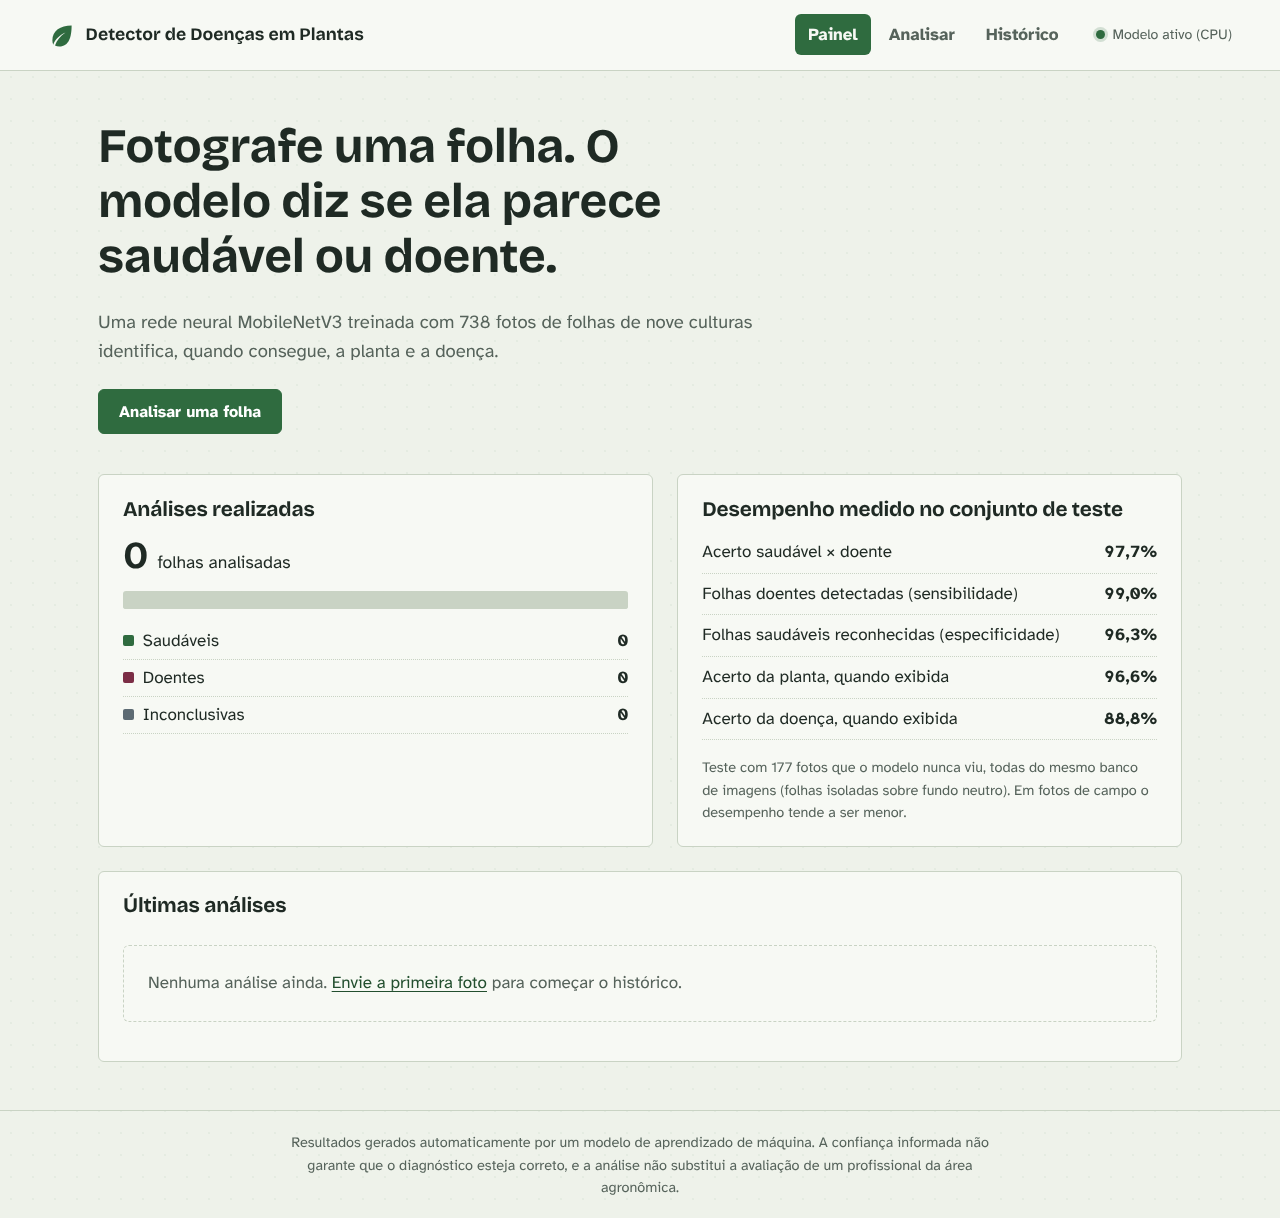 Detector de Doenças em Plantas
Painel
Analisar
Histórico
Modelo ativo (CPU)
Fotografe uma folha. O
modelo diz se ela parece
saudável ou doente.
Uma rede neural MobileNetV3 treinada com 738 fotos de folhas de nove culturas
identifica, quando consegue, a planta e a doença.
Analisar uma folha
Análises realizadas
0 folhas analisadas
Saudáveis 0
Doentes 0
Inconclusivas 0
Desempenho medido no conjunto de teste
Acerto saudável × doente 97,7%
Folhas doentes detectadas (sensibilidade) 99,0%
Folhas saudáveis reconhecidas (especificidade) 96,3%
Acerto da planta, quando exibida 96,6%
Acerto da doença, quando exibida 88,8%
Teste com 177 fotos que o modelo nunca viu, todas do mesmo banco
de imagens (folhas isoladas sobre fundo neutro). Em fotos de campo o
desempenho tende a ser menor.
Últimas análises
Nenhuma análise ainda. Envie a primeira foto para começar o histórico.
Resultados gerados automaticamente por um modelo de aprendizado de máquina. A confiança informada não
garante que o diagnóstico esteja correto, e a análise não substitui a avaliação de um profissional da área
agronômica.